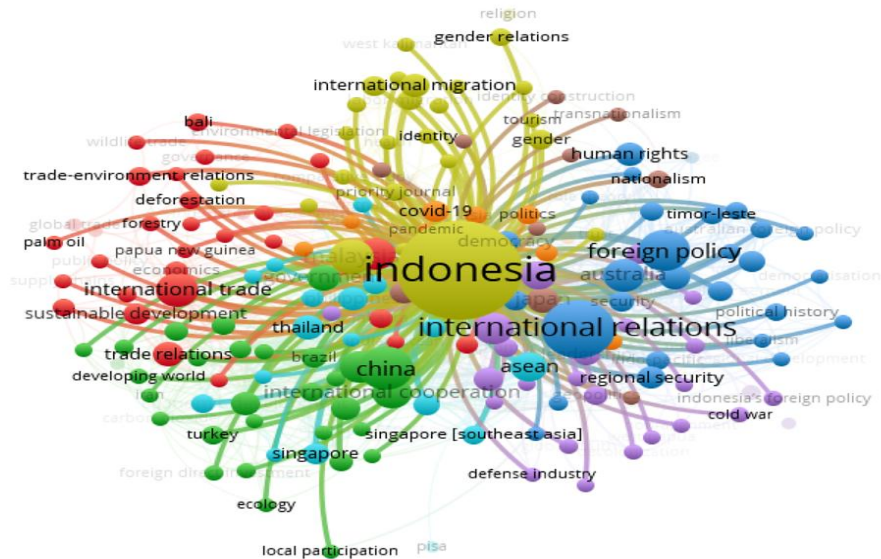 religion
gender relations
west kalimantan
international migration
identity construction
transnationalism
bali
tourism
environmental legislation
identity
gender
wildlife trade
governance
human rights
trade-environment relations
nationalism
priority journal
deforestation
covid-19
politics
timor-leste
forestry
pandemic
global trade
australian foreign policy
palm oil
papua new guinea
democracy
foreign policy
economics
indonesia
government
australia
democratisation
international trade
japan
security
sustainable development
thailand
international relations
political history
liberalism
trade relations
brazil
china
asean
developing world
regional security
iran
international cooperation
indonesia's foreign policy
cold war
turkey
singapore [southeast asia]
singapore
foreign direct investment
defense industry
ecology
local participation
pisa